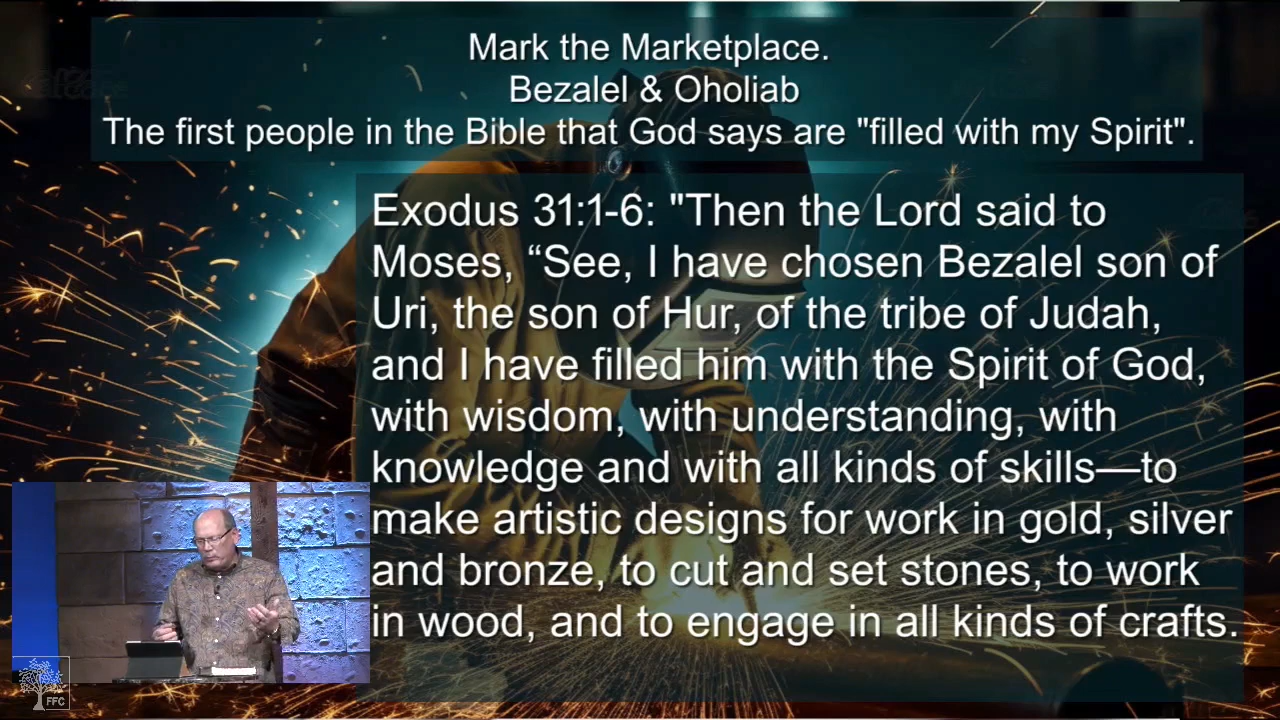 Mark the Marketplace.
Bezalel & Oholiab
The first people in the Bible that God says are "filled with my Spirit".
Exodus 31:1-6: "Then the Lord said to
Moses, “See, I have chosen Bezalel son of
Uri, the son of Hur, of the tribe of Judah,
and I have filled him with the Spirit of God,
with wisdom, with understanding, with
knowledge and with all kinds of skills—to
make artistic designs for work in gold, silver
and bronze, to cut and set stones, to work
in wood, and to engage in all kinds of crafts.
FFC